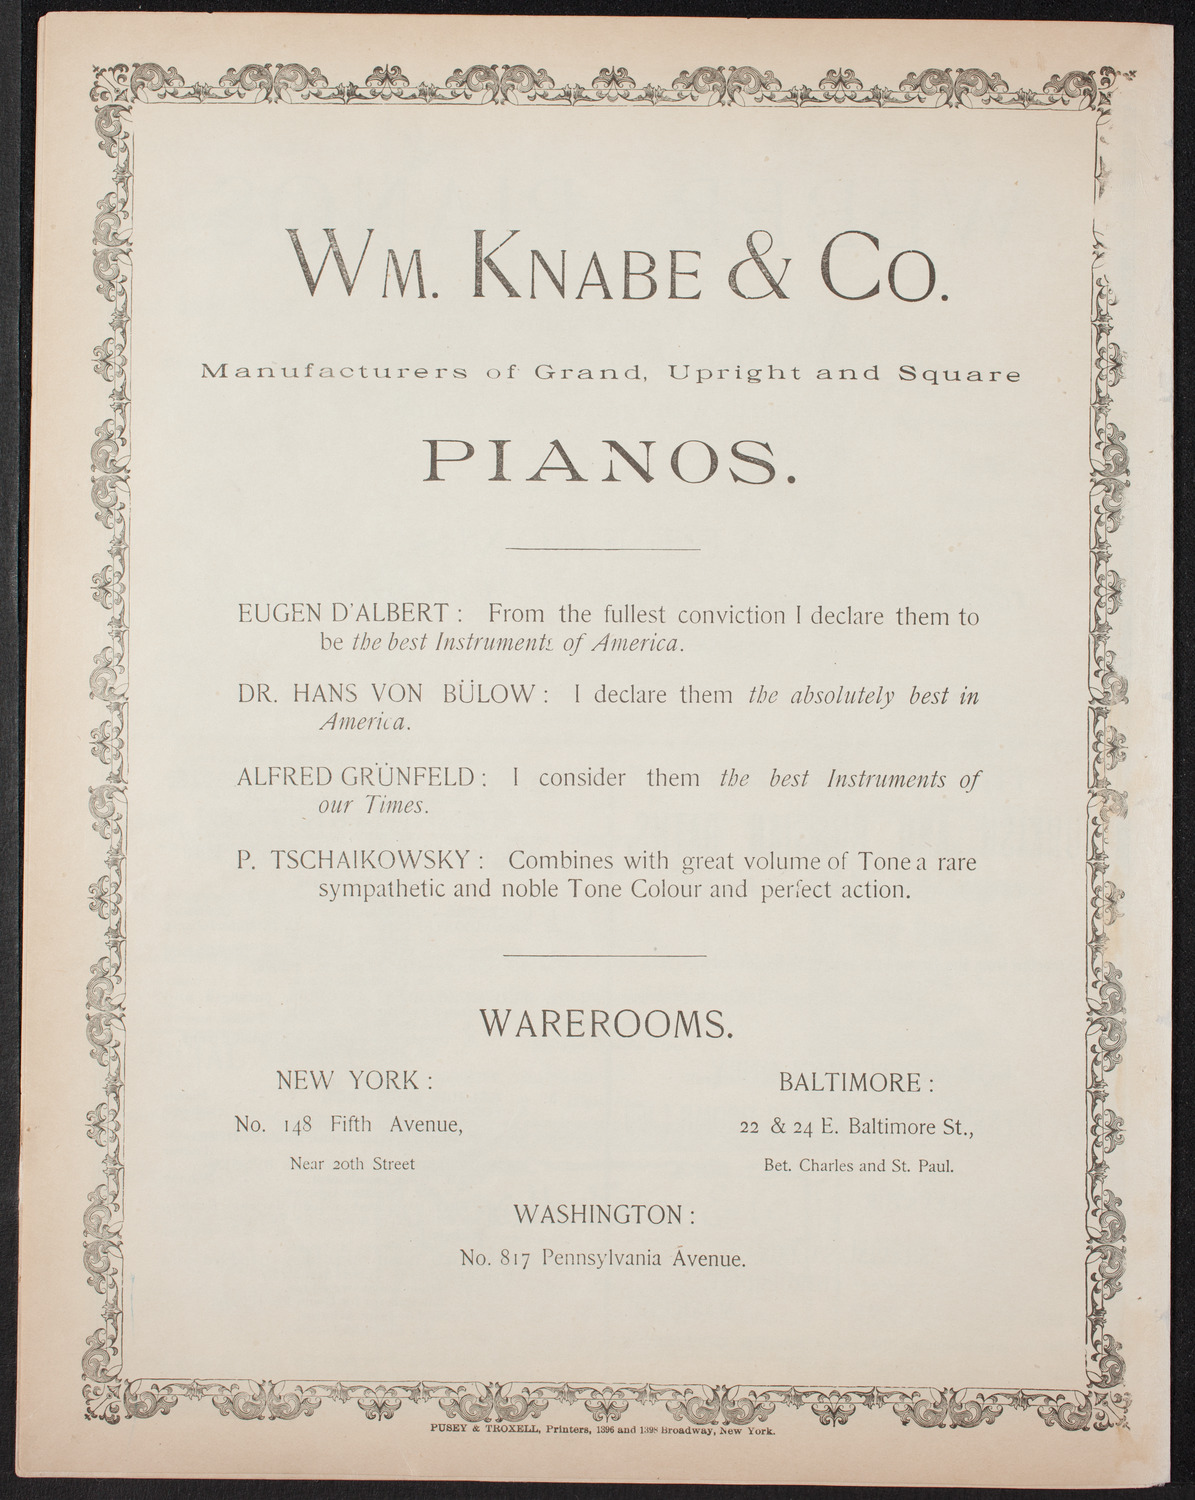 WM. KNABE & CO.
Manufacturers of Grand, Upright and Square
PIANOS.
EUGEN D'ALBERT : From the fullest conviction I declare them to
be the best Instruments of America.
DR. HANS VON BÜLOW : I declare them the absolutely best in
America.
ALFRED GRÜNFELD : I consider them the best Instruments of
our Times.
P. TSCHAIKOWSKY : Combines with great volume of Tone a rare
sympathetic and noble Tone Colour and perfect action.
WAREROOMS.
NEW YORK :
No. 148 Fifth Avenue,
Near 20th Street
BALTIMORE :
22 & 24 E. Baltimore St.,
Bet. Charles and St. Paul.
WASHINGTON :
No. 817 Pennsylvania Avenue.
PUSEY & TROXELL, Printers, 1396 and 1398 Broadway, New York.